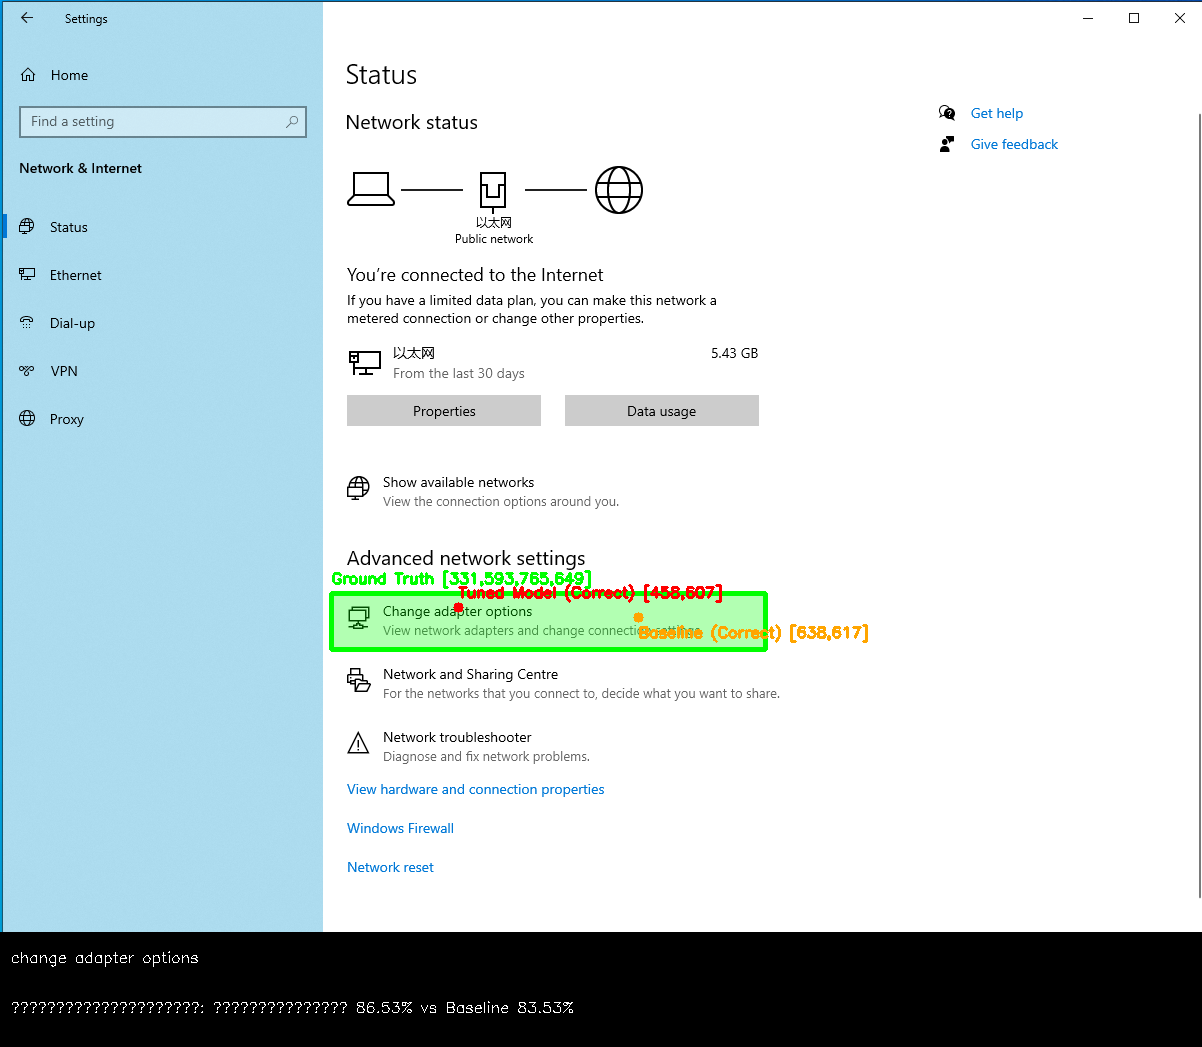 Settings
Home
Find a setting
Network & Internet
Status
Ethernet
Dial-up
VPN
Proxy
Status
Network status
以太网
Public network
You're connected to the Internet
If you have a limited data plan, you can make this network a
metered connection or change other properties.
以太网
5.43 GB
From the last 30 days
Properties
Data usage
Show available networks
View the connection options around you.
Advanced network settings
Ground Truth [331,593,765,649]
Tuned Model (Correct) [458,607]
Change adapter options
View network adapters and change connection settings.
Baseline (Correct) [638,617]
Network and Sharing Centre
For the networks that you connect to, decide what you want to share.
Network troubleshooter
Diagnose and fix network problems.
View hardware and connection properties
Windows Firewall
Network reset
Get help
Give feedback
change adapter options
?????????????????????: ??????????????? 86.53% vs Baseline 83.53%